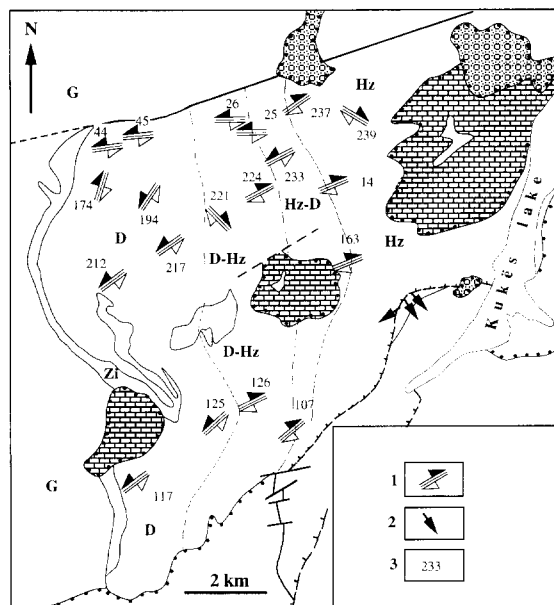 N
G
Hz
26
25
237
239
45
44
233
224
14
221
174
194
Hz-D
D
217
D-Hz
Hz
163
212
Kukës lake
D-Hz
Zi
126
125
107
G
117
D
2 km
1
2
3
233